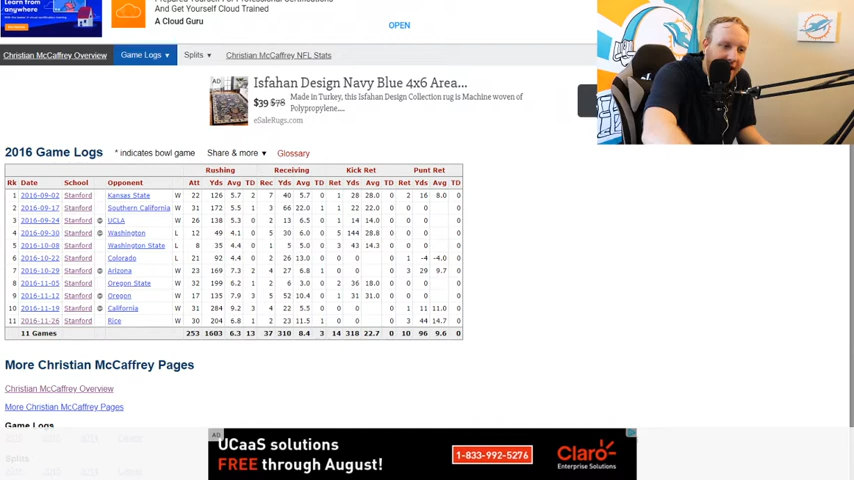 And Get Your Cloud Trained
A Cloud Guru
OPEN
Christian McCaffrey Overview Game Logs ▾ Splits ▾ Christian McCaffrey NFL Stats
AD
Isfahan Design Navy Blue 4x6 Area...
$39 $78 Made in Turkey, this Isfahan Design Collection rug is Machine woven of
Polypropylene....
eSaleRugs.com
2016 Game Logs * indicates bowl game Share & more ▾ Glossary
Rushing Receiving Kick Ret Punt Ret
Rk Date School Opponent Att Yds Avg TD Rec Yds Avg TD Ret Yds Avg TD Ret Yds Avg TD
1 2016-09-02 Stanford Kansas State W 22 126 5.7 2 7 40 5.7 0 1 28 28.0 0 2 16 8.0 0
2 2016-09-17 Stanford Southern California W 31 172 5.5 1 3 66 22.0 1 1 22 22.0 0 0 0 0
3 2016-09-24 Stanford @ UCLA W 26 138 5.3 0 2 13 6.5 0 1 14 14.0 0 0 0 0
4 2016-09-30 Stanford @ Washington L 12 49 4.1 0 5 30 6.0 0 5 144 28.8 0 0 0 0
5 2016-10-08 Stanford Washington State L 8 35 4.4 0 1 5 5.0 0 3 43 14.3 0 0 0 0
6 2016-10-22 Stanford Colorado L 21 92 4.4 0 2 26 13.0 0 0 0 0 1 -4 -4.0 0
7 2016-10-29 Stanford @ Arizona W 23 169 7.3 2 4 27 6.8 1 0 0 0 3 29 9.7 0
8 2016-11-05 Stanford Oregon State W 32 199 6.2 1 2 6 3.0 0 2 36 18.0 0 0 0 0
9 2016-11-12 Stanford @ Oregon W 17 135 7.9 3 5 52 10.4 0 1 31 31.0 0 0 0 0
10 2016-11-19 Stanford @ California W 31 284 9.2 3 4 22 5.5 0 0 0 0 1 11 11.0 0
11 2016-11-26 Stanford Rice W 30 204 6.8 1 2 23 11.5 1 0 0 0 3 44 14.7 0
11 Games 253 1603 6.3 13 37 310 8.4 3 14 318 22.7 0 10 96 9.6 0
More Christian McCaffrey Pages
Christian McCaffrey Overview
More Christian McCaffrey Pages
Game Logs
Splits
AD
UCaaS solutions
FREE through August!
1-833-992-5276
Claro
Enterprise Solutions